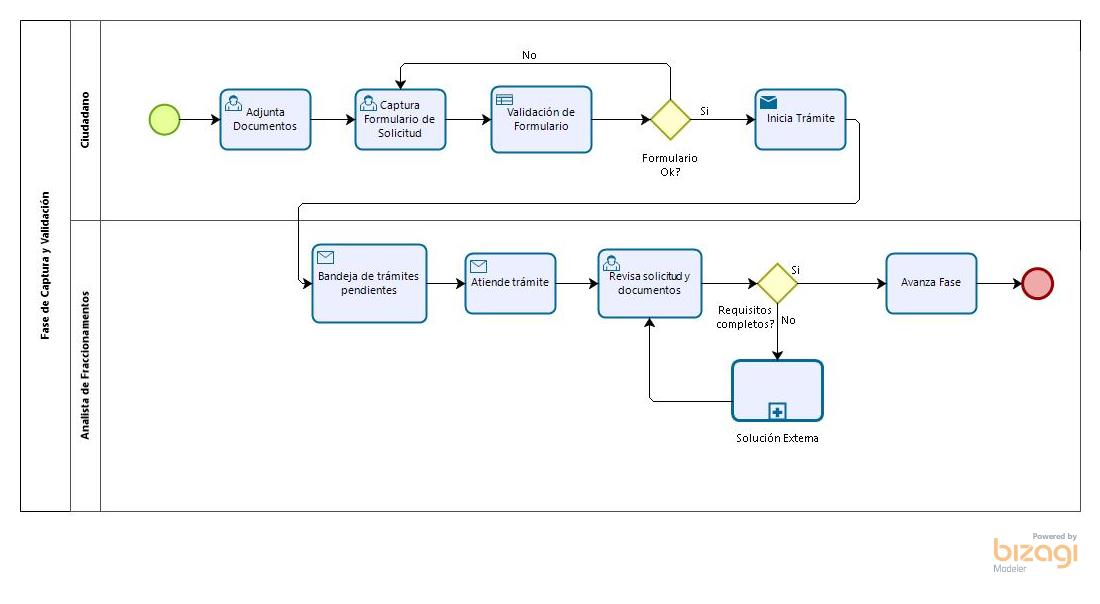 Fase de Captura y Validación
Ciudadano
Adjunta
Documentos
Captura
Formulario de
Solicitud
Validación de
Formulario
No
Si
Formulario
Ok?
Inicia Trámite
Analista de Fraccionamentos
Bandeja de trámites
pendientes
Atiende trámite
Revisa solicitud y
documentos
Si
Requisitos
completos?
No
Avanza Fase
Solución Externa
Powered by
bizagi
Modeler